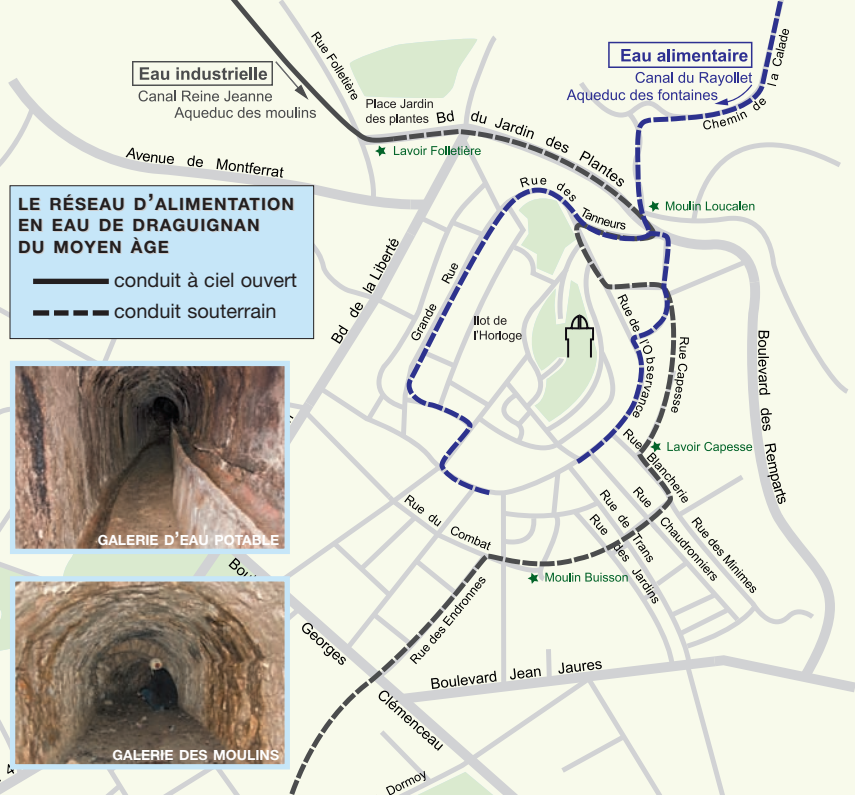 Eau industrielle
Canal Reine Jeanne
Aqueduc des moulins
Rue Folletière
Place Jardin
des plantes
Bd du Jardin des Plantes
Eau alimentaire
Canal du Rayollet
Aqueduc des fontaines
Chemin de la Calade
Lavoir Folletière
Avenue de Montferrat
LE RÉSEAU D'ALIMENTATION
EN EAU DE DRAGUIGNAN
DU MOYEN ÀGE
conduit à ciel ouvert
conduit souterrain
Rue des Tanneurs
Moulin Loucalen
Bd de la Liberté
Grande Rue
Ilot de
l'Horloge
Rue de l'Observance
Rue Capesse
Boulevard des Remparts
Lavoir Capesse
Rue Blancherie
GALERIE D'EAU POTABLE
Rue du Combat
Rue de Trans
Rue des Jardins
Rue Chaudronniers
Rue des Minimes
Moulin Buisson
Rue des Endronnes
Bou
Georges Clémenceau
Boulevard Jean Jaures
GALERIE DES MOULINS
Dormoy